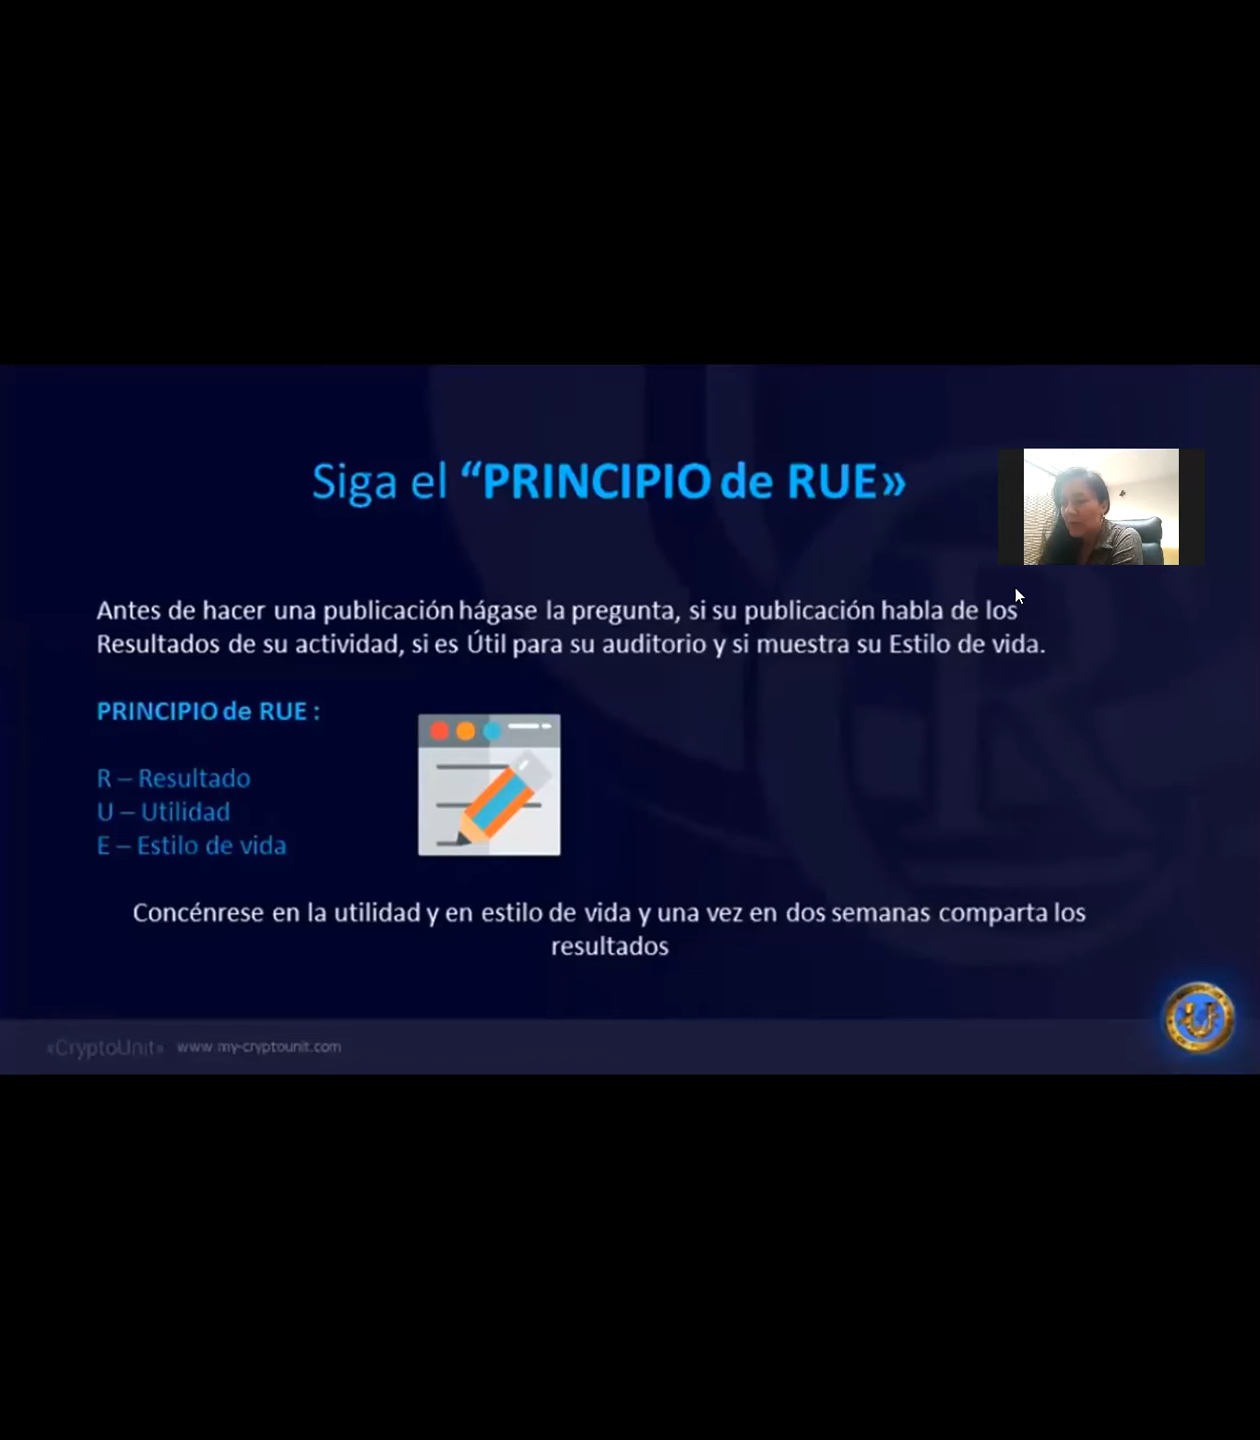 Siga el “PRINCIPIO de RUE»
Antes de hacer una publicación hágase la pregunta, si su publicación habla de los
Resultados de su actividad, si es Útil para su auditorio y si muestra su Estilo de vida.
PRINCIPIO de RUE :
R – Resultado
U – Utilidad
E – Estilo de vida
Concénrese en la utilidad y en estilo de vida y una vez en dos semanas comparta los
resultados
«CryptoUnit» www.my-cryptounit.com